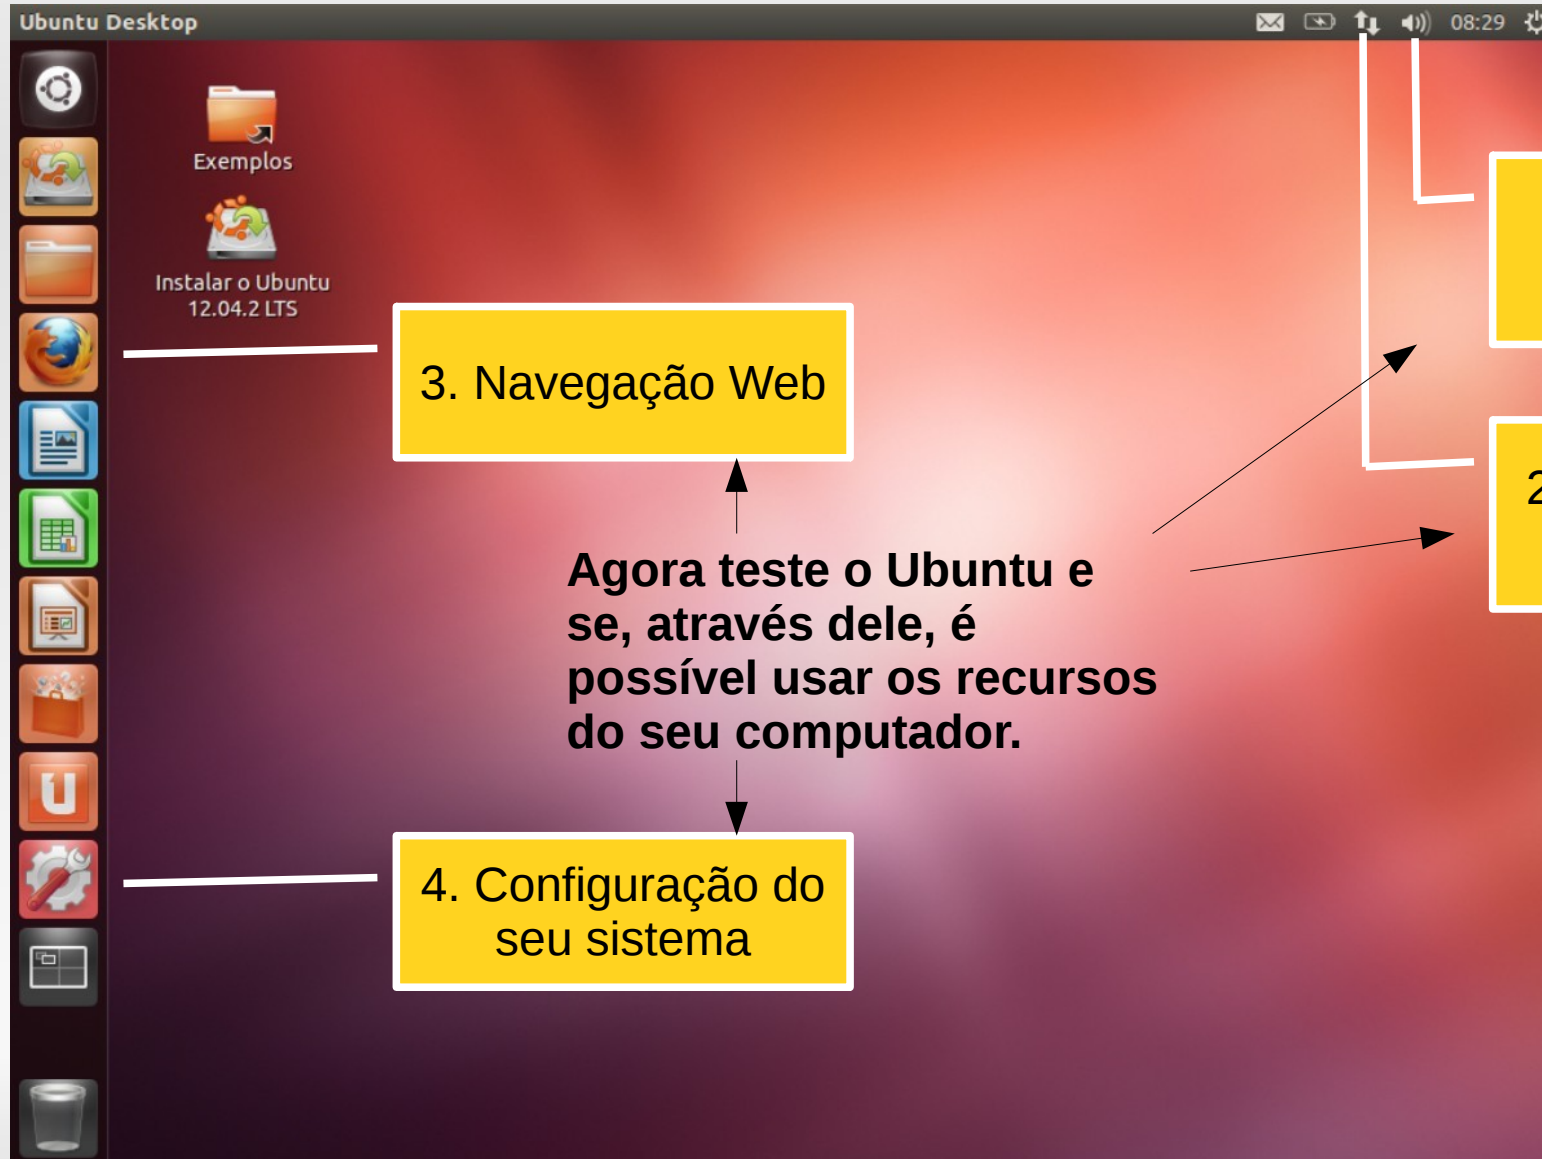 Ubuntu Desktop
08:29
Exemplos
Instalar o Ubuntu
12.04.2 LTS
3. Navegação Web
2
Agora teste o Ubuntu e
se, através dele, é
possível usar os recursos
do seu computador.
4. Configuração do
seu sistema